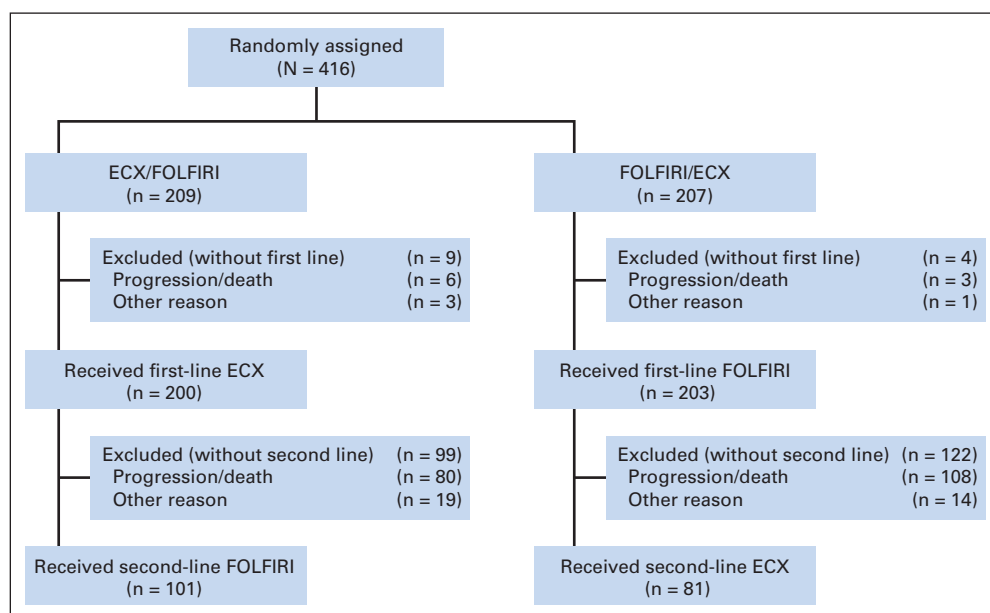 Randomly assigned
(N = 416)
ECX/FOLFIRI
(n = 209)
FOLFIRI/ECX
(n = 207)
Excluded (without first line) (n = 9)
Progression/death (n = 6)
Other reason (n = 3)
Excluded (without first line) (n = 4)
Progression/death (n = 3)
Other reason (n = 1)
Received first-line ECX
(n = 200)
Received first-line FOLFIRI
(n = 203)
Excluded (without second line) (n = 99)
Progression/death (n = 80)
Other reason (n = 19)
Excluded (without second line) (n = 122)
Progression/death (n = 108)
Other reason (n = 14)
Received second-line FOLFIRI
(n = 101)
Received second-line ECX
(n = 81)